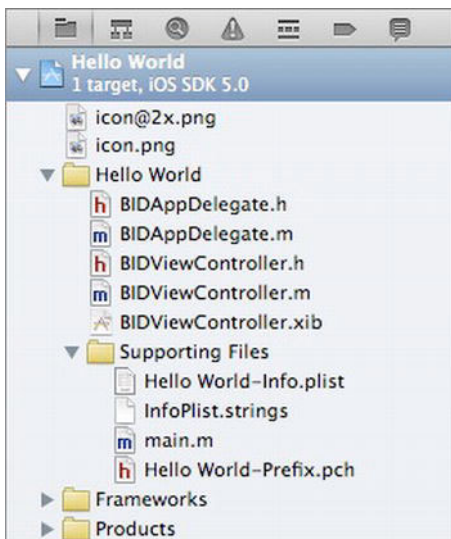 Hello World
1 target, iOS SDK 5.0
icon@2x.png
icon.png
Hello World
h BIDAppDelegate.h
m BIDAppDelegate.m
h BIDViewController.h
m BIDViewController.m
BIDViewController.xib
Supporting Files
Hello World-Info.plist
InfoPlist.strings
m main.m
h Hello World-Prefix.pch
Frameworks
Products